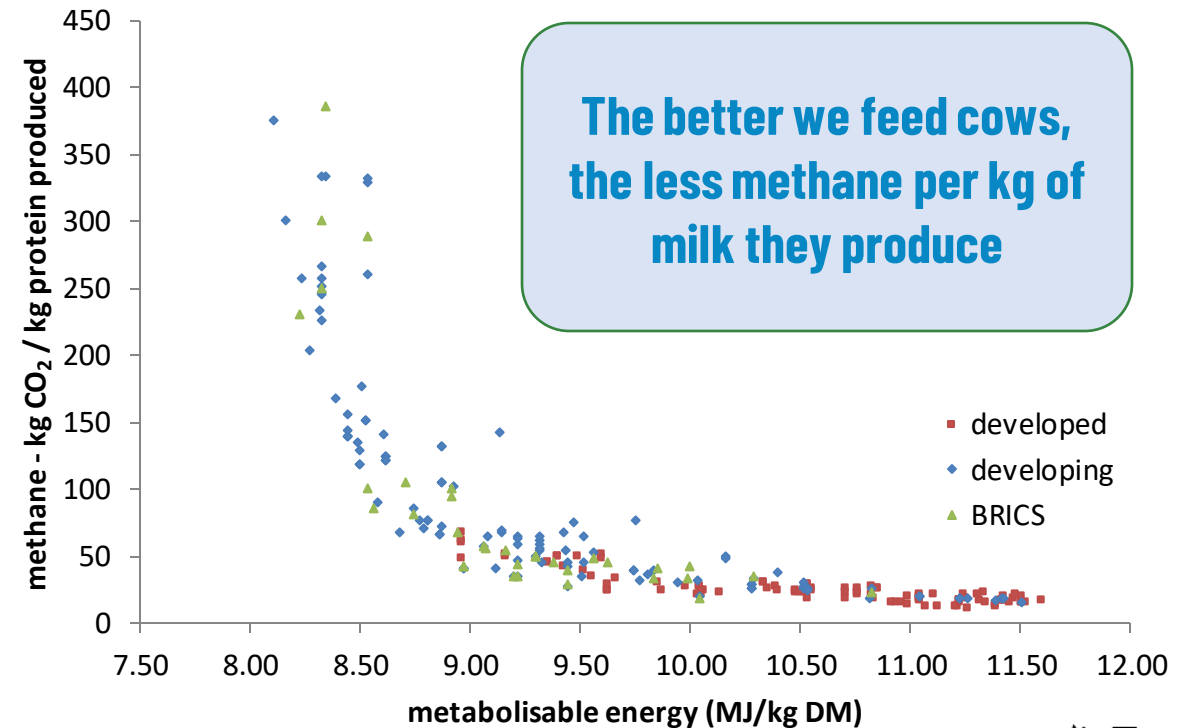 450
400
350
300
250
200
150
100
50
0
methane - kg CO₂ / kg protein produced
The better we feed cows,
the less methane per kg of
milk they produce
developed
developing
BRICS
7.50 8.00 8.50 9.00 9.50 10.00 10.50 11.00 11.50 12.00
metabolisable energy (MJ/kg DM)